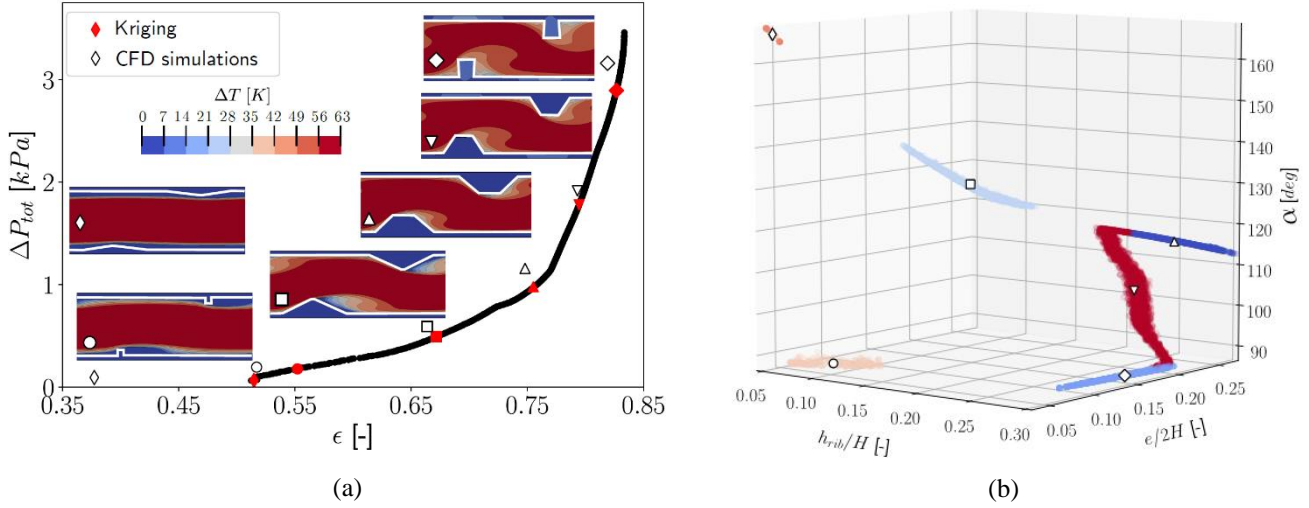 Kriging
CFD simulations
ΔT [K]
0 7 14 21 28 35 42 49 56 63
ΔP_tot [kPa]
3
2
1
0
0.35 0.45 0.55 0.65 0.75 0.85
ϵ [-]
(a)
160
150
140
130
120
110
100
90
α [deg]
0.05 0.10 0.15 0.20 0.25 0.30
h_rib/H [-]
0.05 0.10 0.15 0.20 0.25
e/2H [-]
(b)